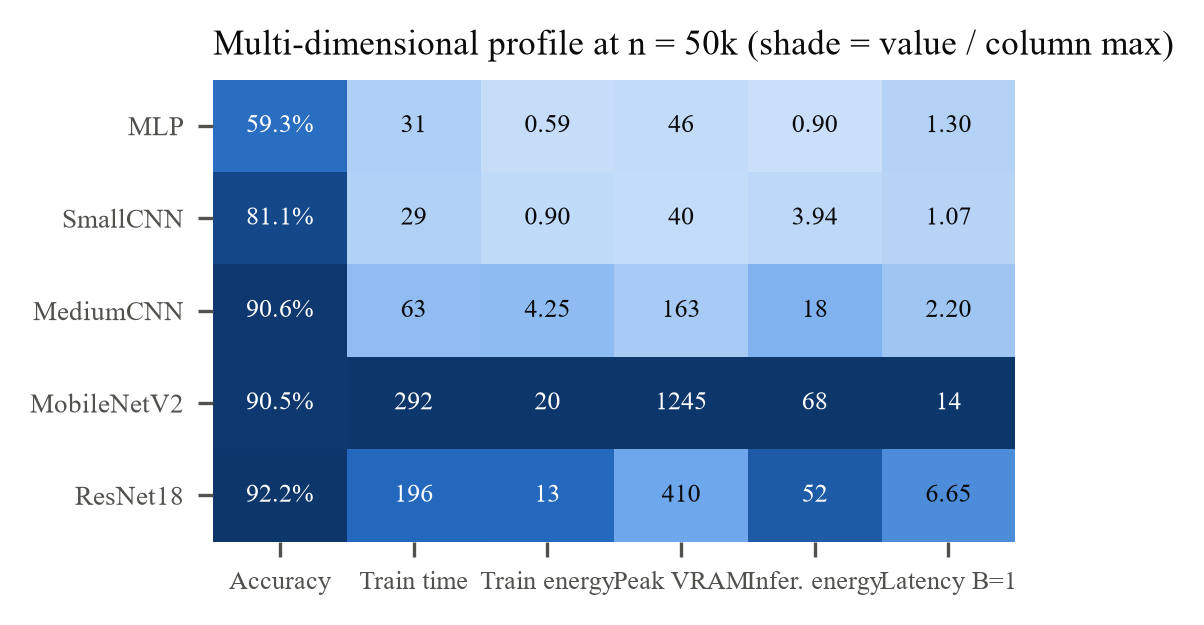 Multi-dimensional profile at n = 50k (shade = value / column max)
MLP 59.3% 31 0.59 46 0.90 1.30
SmallCNN 81.1% 29 0.90 40 3.94 1.07
MediumCNN 90.6% 63 4.25 163 18 2.20
MobileNetV2 90.5% 292 20 1245 68 14
ResNet18 92.2% 196 13 410 52 6.65
Accuracy Train time Train energy Peak VRAM Infer. energy Latency B=1